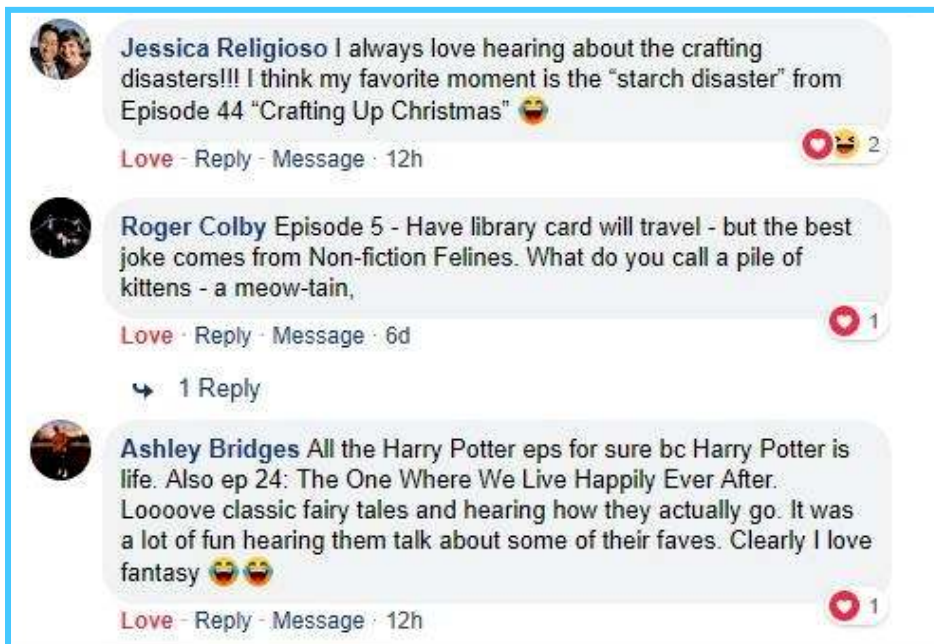 Jessica Religioso I always love hearing about the crafting
disasters!!! I think my favorite moment is the “starch disaster” from
Episode 44 “Crafting Up Christmas” 😂
Love · Reply · Message · 12h
2
Roger Colby Episode 5 - Have library card will travel - but the best
joke comes from Non-fiction Felines. What do you call a pile of
kittens - a meow-tain,
Love · Reply · Message · 6d
1
1 Reply
Ashley Bridges All the Harry Potter eps for sure bc Harry Potter is
life. Also ep 24: The One Where We Live Happily Ever After.
Loooove classic fairy tales and hearing how they actually go. It was
a lot of fun hearing them talk about some of their faves. Clearly I love
fantasy 😂😂
Love · Reply · Message · 12h
1